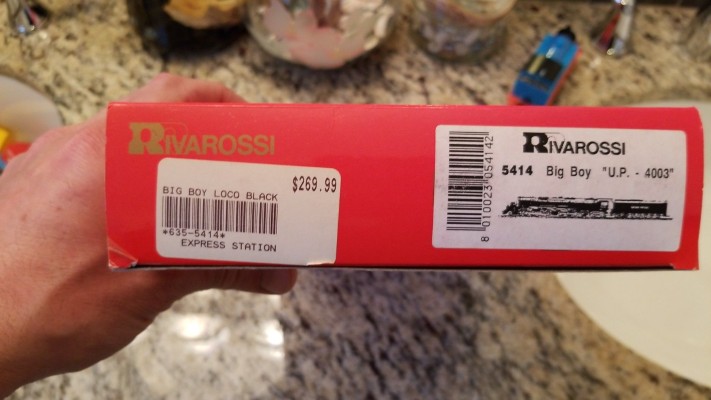 RIVAROSSI
$269.99
BIG BOY LOCO BLACK
*635-5414*
EXPRESS STATION
RIVAROSSI
5414 Big Boy "U.P. - 4003"
8 010023 054142